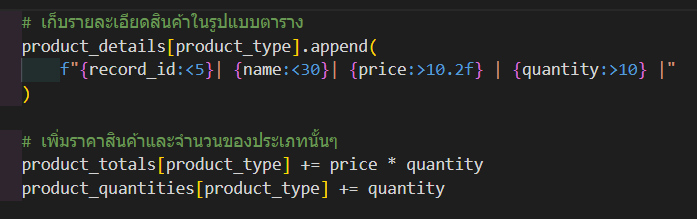 # เก็บรายละเอียดสินค้าในรูปแบบตาราง
product_details[product_type].append(
    f"{record_id:<5}| {name:<30}| {price:>10.2f} | {quantity:>10} |"
)
# เพิ่มราคาสินค้าและจำนวนของประเภทนั้นๆ
product_totals[product_type] += price * quantity
product_quantities[product_type] += quantity